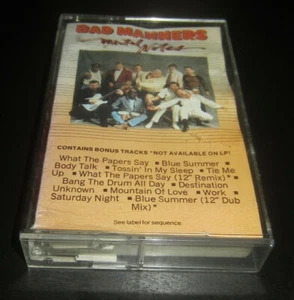 BAD MANNERS
Mental Notes
CONTAINS BONUS TRACKS *NOT AVAILABLE ON LP!
What The Papers Say ■ Blue Summer ■
Body Talk ■ Tossin' In My Sleep ■ Tie Me
Up ■ What The Papers Say (12" Remix)* ■
Bang The Drum All Day ■ Destination
Unknown ■ Mountain Of Love ■ Work ■
Saturday Night ■ Blue Summer (12" Dub
Mix)*
See label for sequence.